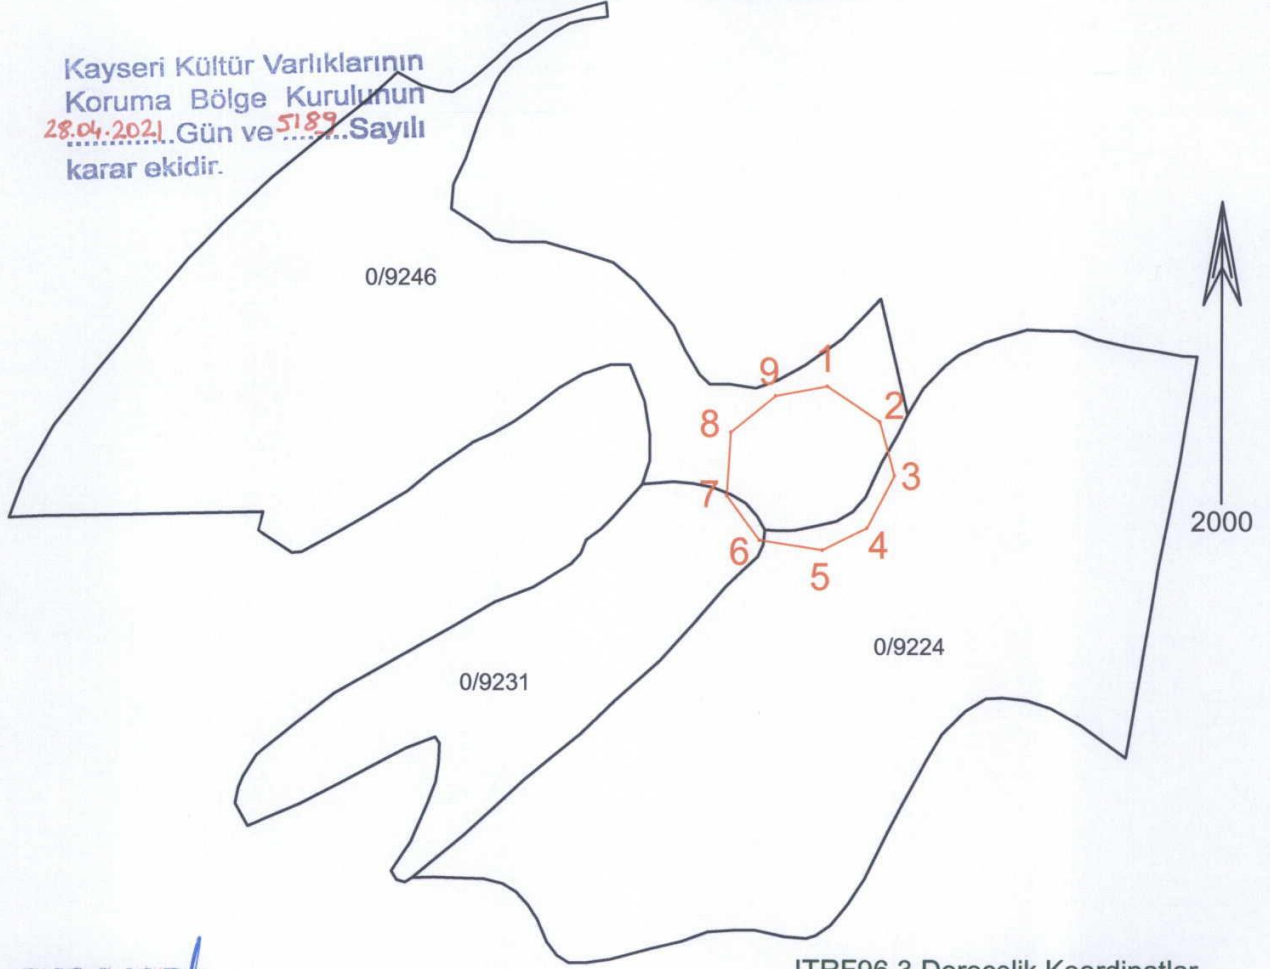 Kayseri Kültür Varlıklarının
Koruma Bölge Kurulunun
28.04.2021.Gün ve 5189 Sayılı
karar ekidir.
0/9246
9 1
8 2
7 3
6 5 4
2000
0/9224
0/9231
ITRF96 3 Derecelik Koordinatlar